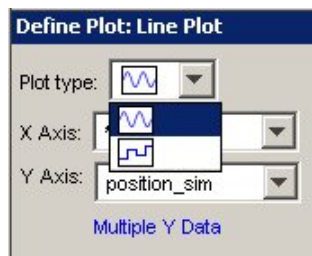 Define Plot: Line Plot
Plot type:
X Axis:
Y Axis: position_sim
Multiple Y Data